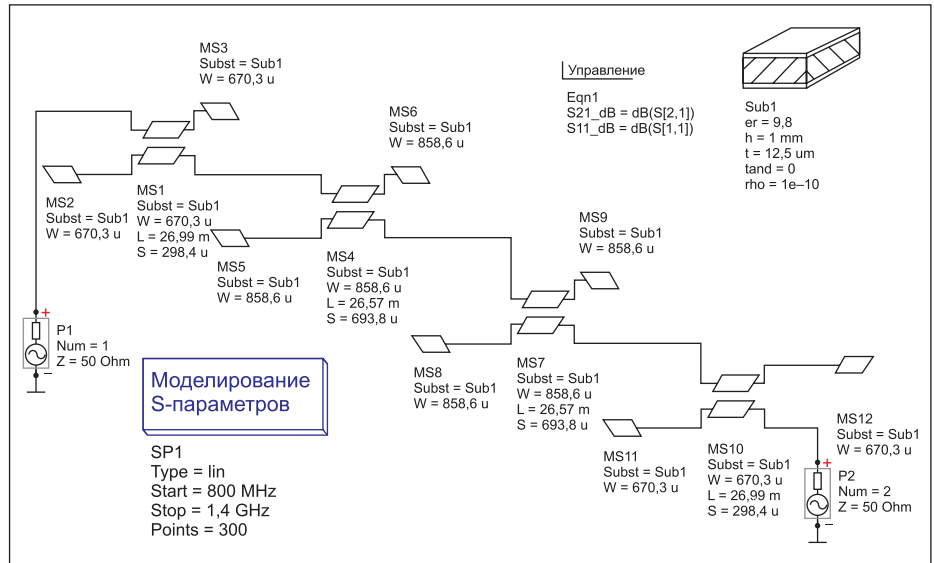 MS3
Subst = Sub1
W = 670,3 u
MS6
Subst = Sub1
W = 858,6 u
Управление
Eqn1
S21_dB = dB(S[2,1])
S11_dB = dB(S[1,1])
Sub1
er = 9,8
h = 1 mm
t = 12,5 um
tand = 0
rho = 1e–10
MS2
Subst = Sub1
W = 670,3 u
MS1
Subst = Sub1
W = 670,3 u
L = 26,99 m
S = 298,4 u
MS5
Subst = Sub1
W = 858,6 u
MS4
Subst = Sub1
W = 858,6 u
L = 26,57 m
S = 693,8 u
MS9
Subst = Sub1
W = 858,6 u
+
P1
Num = 1
Z = 50 Ohm
–
MS8
Subst = Sub1
W = 858,6 u
MS7
Subst = Sub1
W = 858,6 u
L = 26,57 m
S = 693,8 u
Моделирование
S-параметров
SP1
Type = lin
Start = 800 MHz
Stop = 1,4 GHz
Points = 300
MS11
Subst = Sub1
W = 670,3 u
MS10
Subst = Sub1
W = 670,3 u
L = 26,99 m
S = 298,4 u
MS12
Subst = Sub1
W = 670,3 u
+
P2
Num = 2
Z = 50 Ohm
–